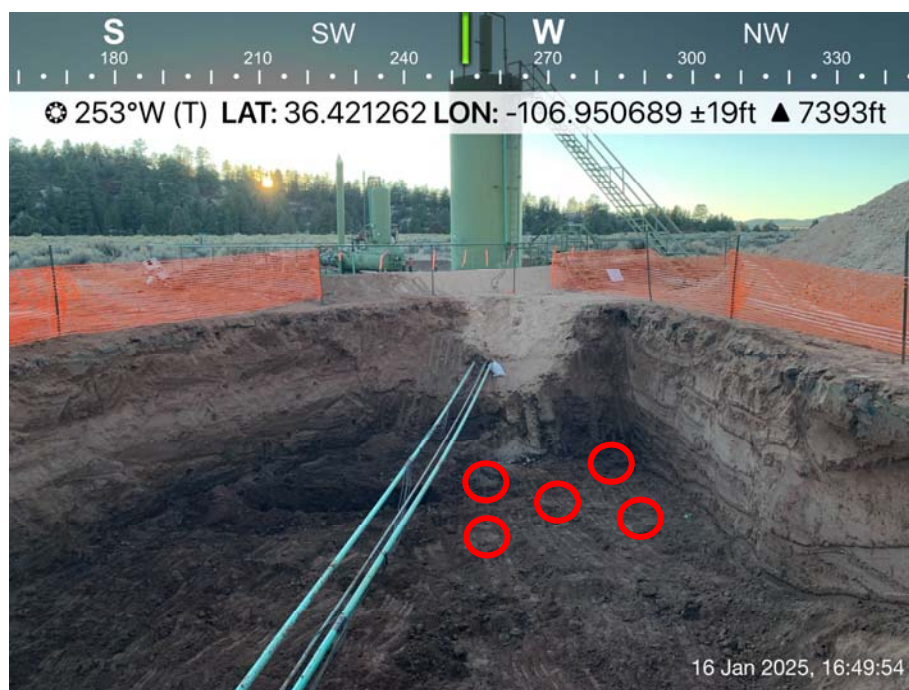 S SW W NW
180 210 240 270 300 330
253°W (T) LAT: 36.421262 LON: -106.950689 ±19ft ▲ 7393ft
16 Jan 2025, 16:49:54